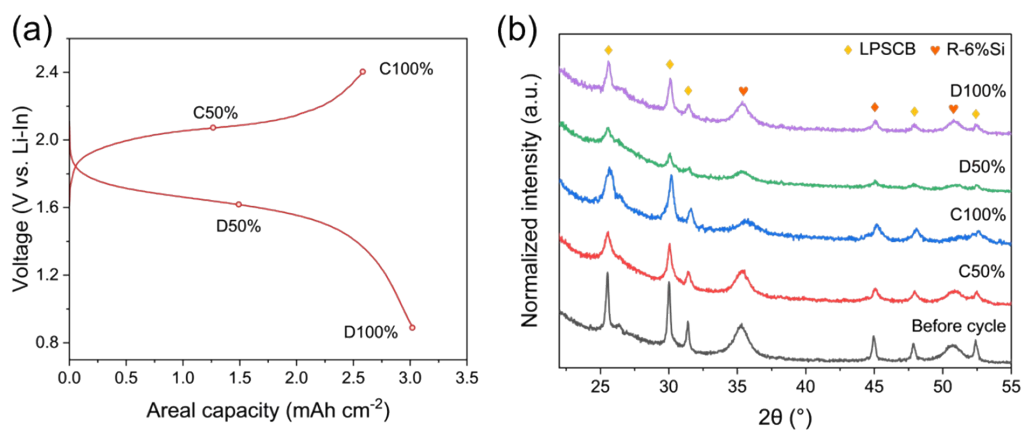 (a)
Voltage (V vs. Li-In)
2.4
2.0
1.6
1.2
0.8
C100%
C50%
D50%
D100%
0.0 0.5 1.0 1.5 2.0 2.5 3.0 3.5
Areal capacity (mAh cm⁻²)
(b)
Normalized intensity (a.u.)
♦ LPSCB ♥ R-6%Si
D100%
D50%
C100%
C50%
Before cycle
25 30 35 40 45 50 55
2θ (°)